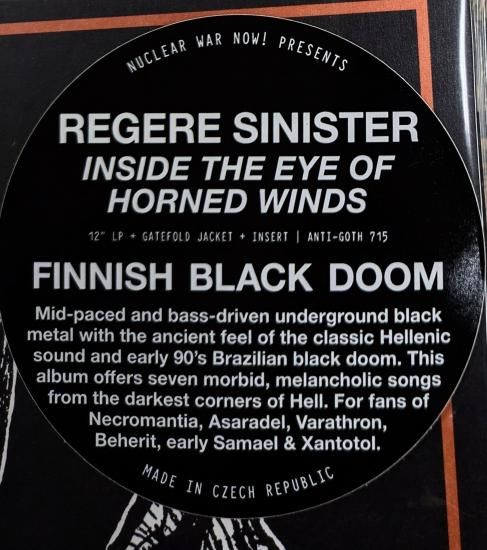 NUCLEAR WAR NOW! PRESENTS
REGERE SINISTER
INSIDE THE EYE OF
HORNED WINDS
12" LP + GATEFOLD JACKET + INSERT | ANTI-GOTH 715
FINNISH BLACK DOOM
Mid-paced and bass-driven underground black
metal with the ancient feel of the classic Hellenic
sound and early 90's Brazilian black doom. This
album offers seven morbid, melancholic songs
from the darkest corners of Hell. For fans of
Necromantia, Asaradel, Varathron,
Beherit, early Samael & Xantotol.
MADE IN CZECH REPUBLIC